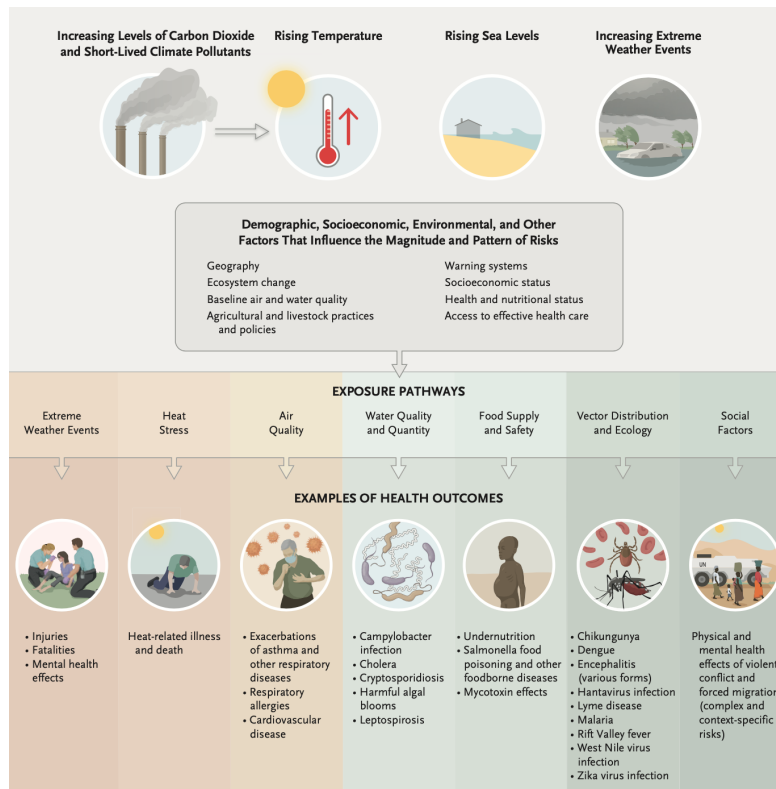 Increasing Levels of Carbon Dioxide
and Short-Lived Climate Pollutants
Rising Temperature
Rising Sea Levels
Increasing Extreme
Weather Events
Demographic, Socioeconomic, Environmental, and Other
Factors That Influence the Magnitude and Pattern of Risks
Geography
Ecosystem change
Baseline air and water quality
Agricultural and livestock practices
and policies
Warning systems
Socioeconomic status
Health and nutritional status
Access to effective health care
EXPOSURE PATHWAYS
Extreme
Weather Events
Heat
Stress
Air
Quality
Water Quality
and Quantity
Food Supply
and Safety
Vector Distribution
and Ecology
Social
Factors
EXAMPLES OF HEALTH OUTCOMES
UN
• Injuries
• Fatalities
• Mental health
effects
Heat-related illness
and death
• Exacerbations
of asthma and
other respiratory
diseases
• Respiratory
allergies
• Cardiovascular
disease
• Campylobacter
infection
• Cholera
• Cryptosporidiosis
• Harmful algal
blooms
• Leptospirosis
• Undernutrition
• Salmonella food
poisoning and other
foodborne diseases
• Mycotoxin effects
• Chikungunya
• Dengue
• Encephalitis
(various forms)
• Hantavirus infection
• Lyme disease
• Malaria
• Rift Valley fever
• West Nile virus
infection
• Zika virus infection
Physical and
mental health
effects of violent
conflict and
forced migration
(complex and
context-specific
risks)